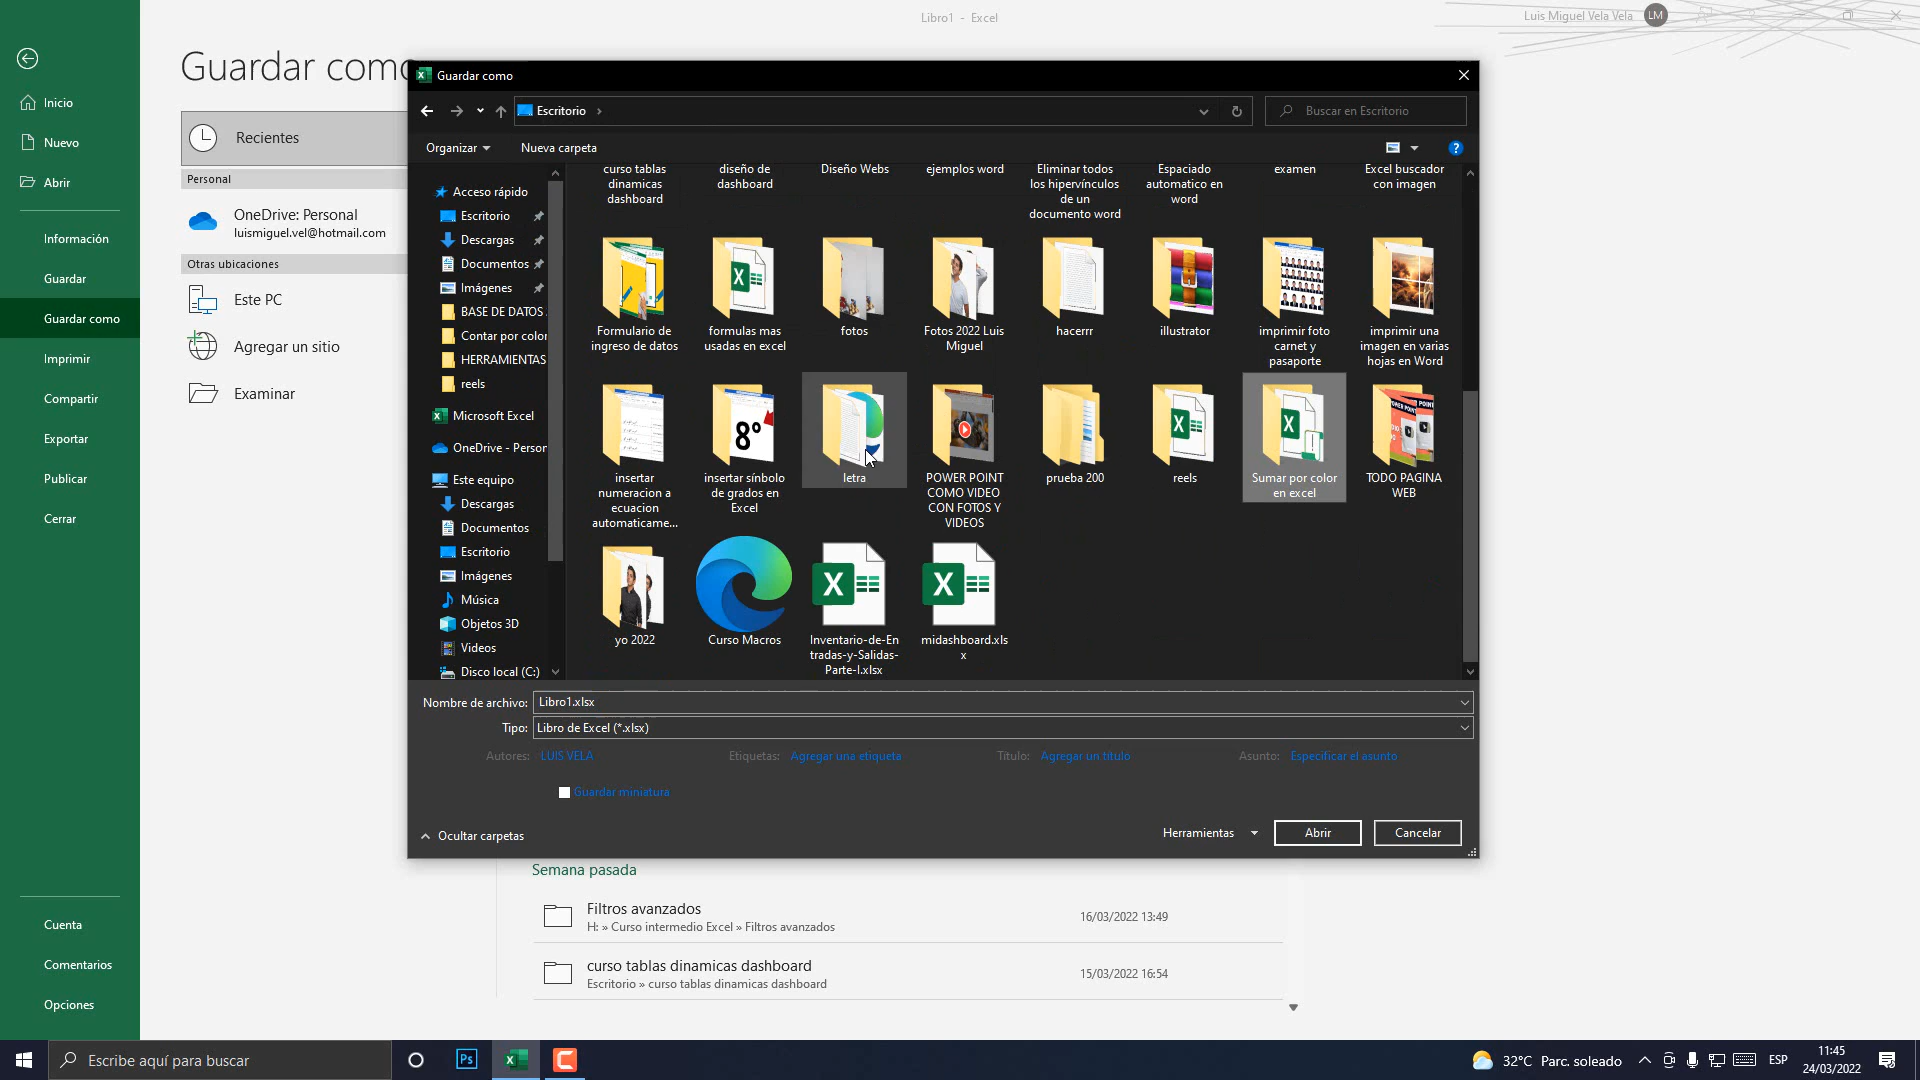 Libro1 - Excel
Luis Miguel Vela Vela
LM
Guardar como
Inicio
Nuevo
Abrir
Información
Guardar
Guardar como
Imprimir
Compartir
Exportar
Publicar
Cerrar
Cuenta
Comentarios
Opciones
Recientes
Personal
OneDrive: Personal
luismiguel.vel@hotmail.com
Otras ubicaciones
Este PC
Agregar un sitio
Examinar
Guardar como
Escritorio
Buscar en Escritorio
Organizar
Nueva carpeta
Acceso rápido
Escritorio
Descargas
Documentos
Imágenes
BASE DE DATOS
Contar por color
HERRAMIENTAS
reels
Microsoft Excel
OneDrive - Person
Este equipo
Descargas
Documentos
Escritorio
Imágenes
Música
Objetos 3D
Videos
Disco local (C:)
curso tablas
dinamicas
dashboard
diseño de
dashboard
Diseño Webs
ejemplos word
Eliminar todos
los hipervínculos
de un
documento word
Espaciado
automatico en
word
examen
Excel buscador
con imagen
Formulario de
ingreso de datos
formulas mas
usadas en excel
fotos
Fotos 2022 Luis
Miguel
hacerrr
illustrator
imprimir foto
carnet y
pasaporte
imprimir una
imagen en varias
hojas en Word
8°
insertar
numeracion a
ecuacion
automaticame...
insertar sínbolo
de grados en
Excel
letra
POWER POINT
COMO VIDEO
CON FOTOS Y
VIDEOS
prueba 200
reels
Sumar por color
en excel
TODO PAGINA
WEB
yo 2022
Curso Macros
Inventario-de-En
tradas-y-Salidas-
Parte-I.xlsx
midashboard.xls
x
Nombre de archivo: Libro1.xlsx
Tipo: Libro de Excel (*.xlsx)
Autores: LUIS VELA
Etiquetas: Agregar una etiqueta
Título: Agregar un título
Asunto: Especificar el asunto
Guardar miniatura
Ocultar carpetas
Herramientas
Abrir
Cancelar
Semana pasada
Filtros avanzados
H: » Curso intermedio Excel » Filtros avanzados
16/03/2022 13:49
curso tablas dinamicas dashboard
Escritorio » curso tablas dinamicas dashboard
15/03/2022 16:54
Escribe aquí para buscar
Ps
32°C Parc. soleado
ESP
11:45
24/03/2022